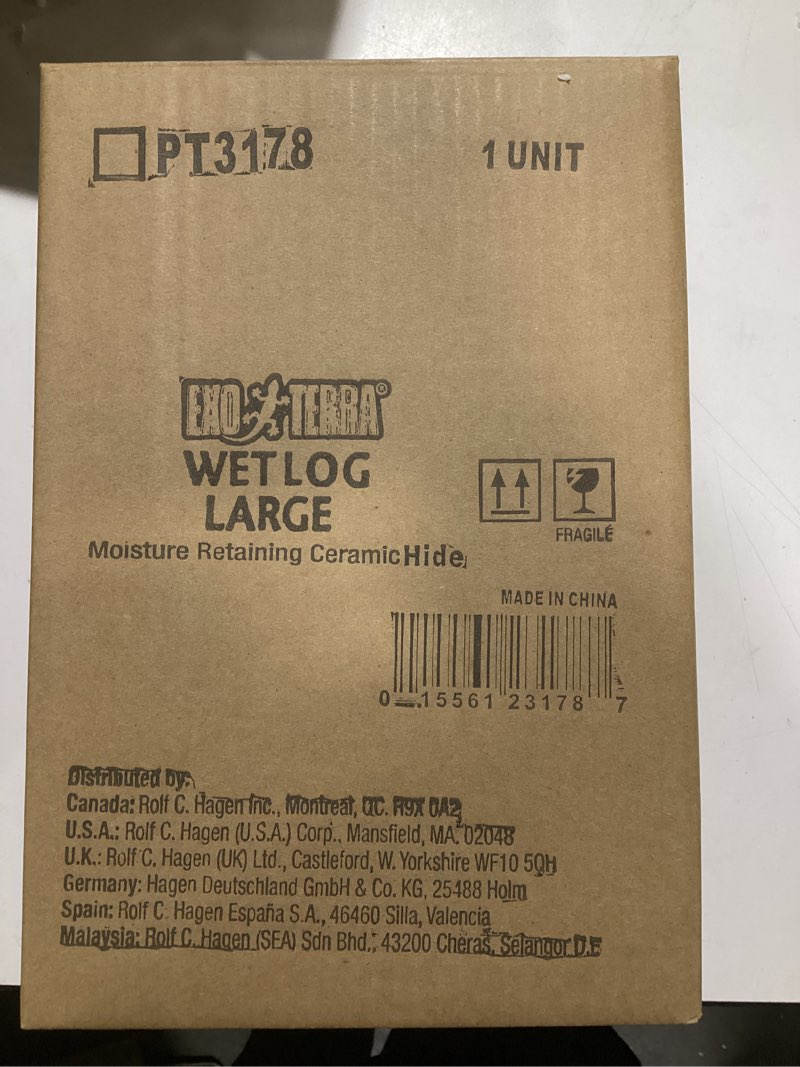 PT3178
1 UNIT
EXO TERRA®
WET LOG
LARGE
Moisture Retaining Ceramic Hide
FRAGILÉ
MADE IN CHINA
0 15561 23178 7
Distributed by:
Canada: Rolf C. Hagen Inc., Montreal, QC. H9X 0A2
U.S.A.: Rolf C. Hagen (U.S.A.) Corp., Mansfield, MA. 02048
U.K.: Rolf C. Hagen (UK) Ltd., Castleford, W. Yorkshire WF10 5QH
Germany: Hagen Deutschland GmbH & Co. KG, 25488 Holm
Spain: Rolf C. Hagen España S.A., 46460 Silla, Valencia
Malaysia: Rolf C. Hagen (SEA) Sdn Bhd., 43200 Cheras, Selangor D.E